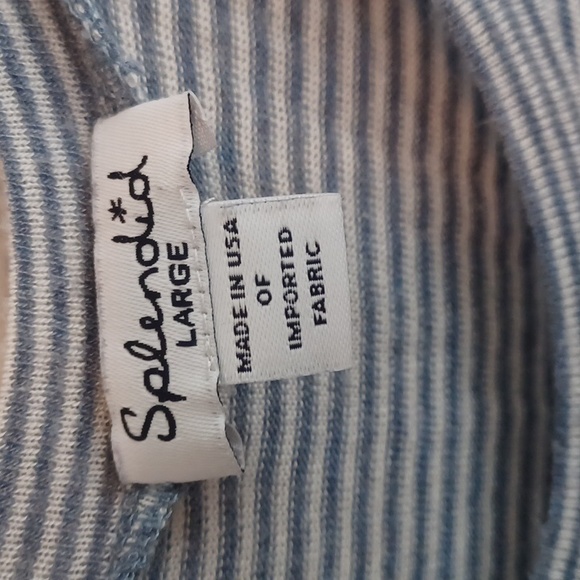 Splendid
LARGE
MADE IN USA
OF
IMPORTED
FABRIC